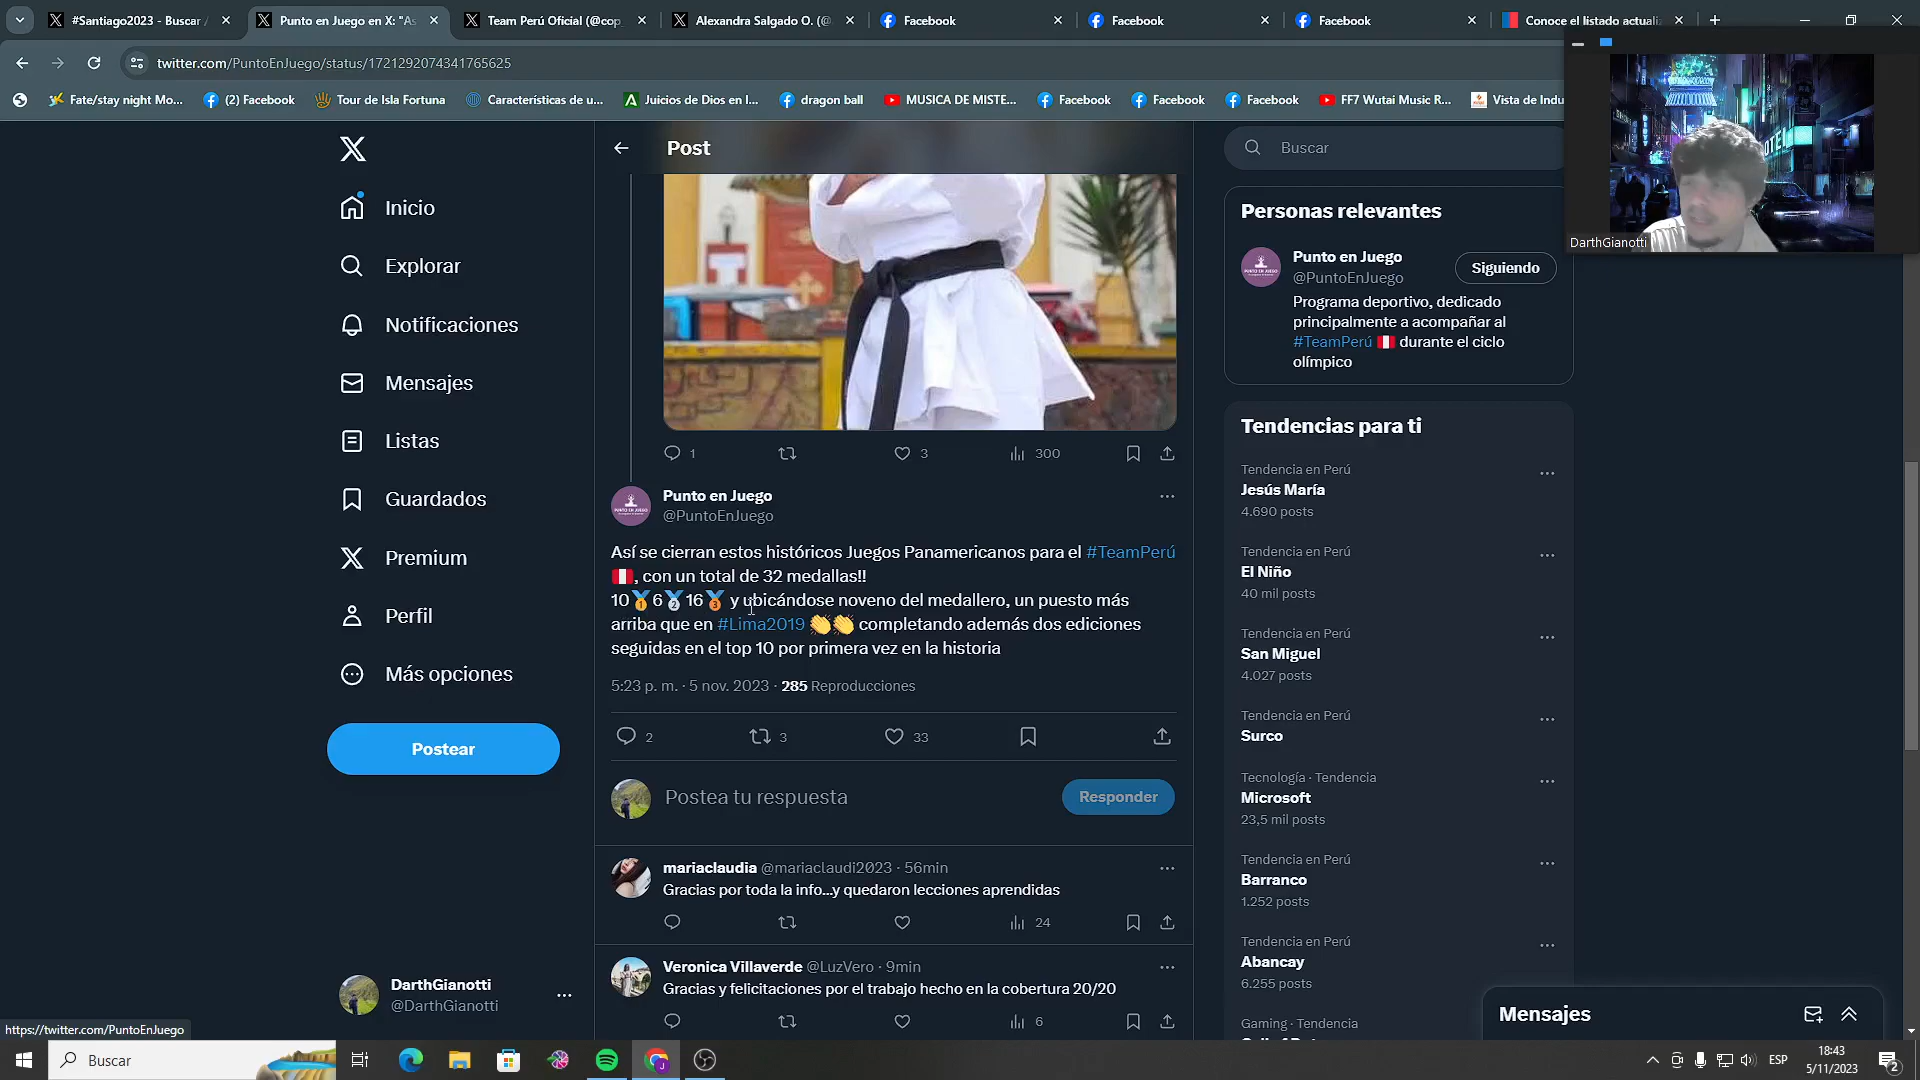 #Santiago2023 - Buscar /
Punto en Juego en X: "As
Team Perú Oficial (@cop
Alexandra Salgado O. (@
Facebook
Facebook
Facebook
Conoce el listado actuali
twitter.com/PuntoEnJuego/status/1721292074341765625
Fate/stay night Mo...
(2) Facebook
Tour de Isla Fortuna
Características de u...
Juicios de Dios en l...
dragon ball
MUSICA DE MISTE...
Facebook
Facebook
Facebook
FF7 Wutai Music R...
Vista de Indu
DarthGianotti
Inicio
Explorar
Notificaciones
Mensajes
Listas
Guardados
Premium
Perfil
Más opciones
Postear
DarthGianotti
@DarthGianotti
https://twitter.com/PuntoEnJuego
Post
1
3
300
Punto en Juego
@PuntoEnJuego
Así se cierran estos históricos Juegos Panamericanos para el #TeamPerú
🇵🇪, con un total de 32 medallas!!
10🥇6🥈16🥉 y ubicándose noveno del medallero, un puesto más
arriba que en #Lima2019 👏👏 completando además dos ediciones
seguidas en el top 10 por primera vez en la historia
5:23 p. m. · 5 nov. 2023 · 285 Reproducciones
2
3
33
Postea tu respuesta
Responder
mariaclaudia @mariaclaudi2023 · 56min
Gracias por toda la info...y quedaron lecciones aprendidas
24
Veronica Villaverde @LuzVero · 9min
Gracias y felicitaciones por el trabajo hecho en la cobertura 20/20
6
Buscar
Personas relevantes
Punto en Juego
@PuntoEnJuego
Siguiendo
Programa deportivo, dedicado
principalmente a acompañar al
#TeamPerú 🇵🇪 durante el ciclo
olímpico
Tendencias para ti
Tendencia en Perú
Jesús María
4.690 posts
Tendencia en Perú
El Niño
40 mil posts
Tendencia en Perú
San Miguel
4.027 posts
Tendencia en Perú
Surco
Tecnología · Tendencia
Microsoft
23,5 mil posts
Tendencia en Perú
Barranco
1.252 posts
Tendencia en Perú
Abancay
6.255 posts
Gaming · Tendencia
Mensajes
Buscar
ESP
18:43
5/11/2023
2